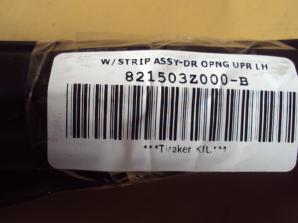 W/STRIP ASSY-DR OPNG UPR LH
821503Z000-B
***Tiraker Kft.***